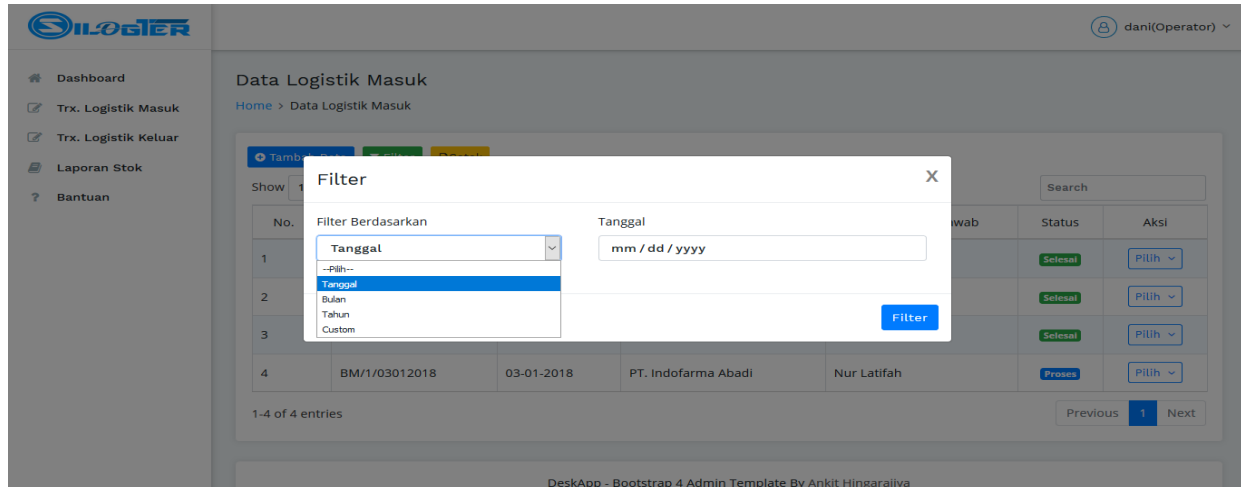 SILOGTER
dani(Operator)
Dashboard
Trx. Logistik Masuk
Trx. Logistik Keluar
Laporan Stok
? Bantuan
Data Logistik Masuk
Home > Data Logistik Masuk
Filter X
Filter Berdasarkan Tanggal
Tanggal mm / dd / yyyy
--Pilih--
Tanggal
Bulan
Tahun
Custom
Filter
Show 1 Search
No. Status Aksi
1 Selesai Pilih
2 Selesai Pilih
3 Selesai Pilih
4 BM/1/03012018 03-01-2018 PT. Indofarma Abadi Nur Latifah Proses Pilih
1-4 of 4 entries Previous 1 Next
DeskApp - Bootstrap 4 Admin Template By Ankit Hingarajiya